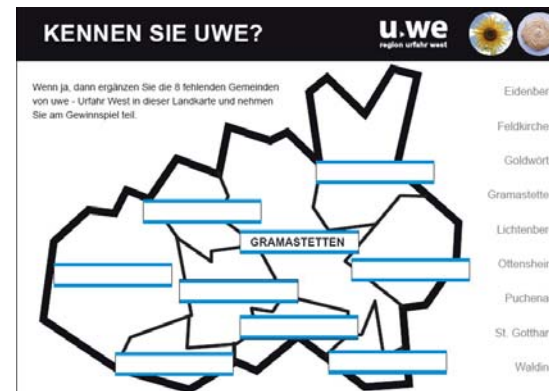 KENNEN SIE UWE?
u.we
region urfahr west
Wenn ja, dann ergänzen Sie die 8 fehlenden Gemeinden
von uwe - Urfahr West in dieser Landkarte und nehmen
Sie am Gewinnspiel teil.
Eidenber
Feldkirche
Goldwört
GRAMASTETTEN
Gramastette
Lichtenber
Ottenshei
Puchena
St. Gotthar
Waldin